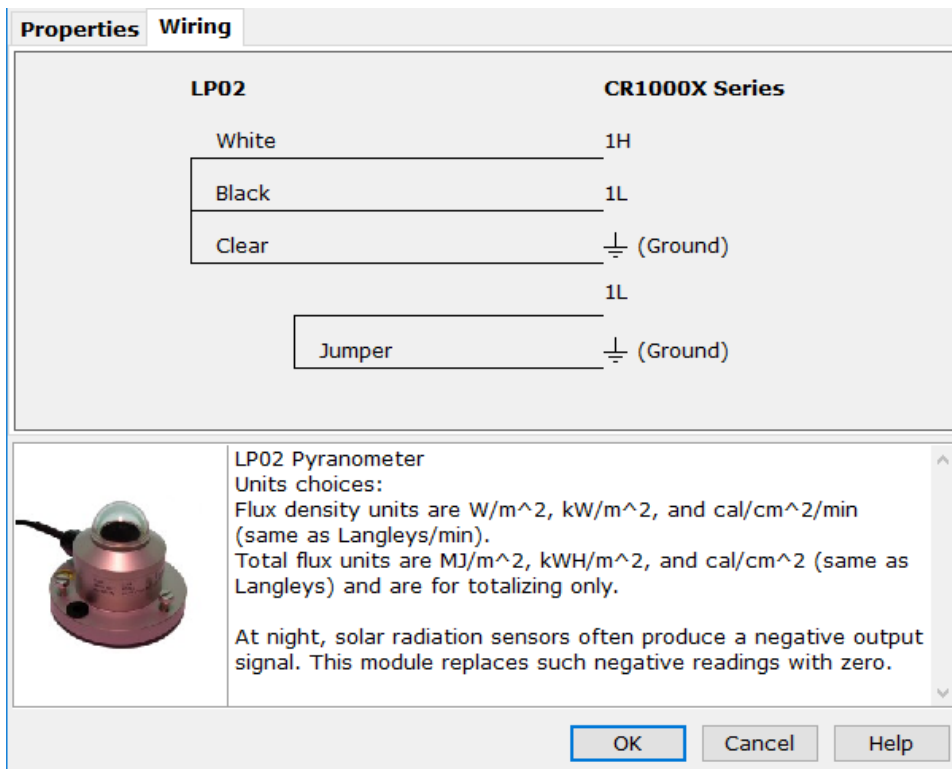 Properties Wiring
LP02 CR1000X Series
White 1H
Black 1L
Clear (Ground)
1L
Jumper (Ground)
LP02 Pyranometer
Units choices:
Flux density units are W/m^2, kW/m^2, and cal/cm^2/min
(same as Langleys/min).
Total flux units are MJ/m^2, kWH/m^2, and cal/cm^2 (same as
Langleys) and are for totalizing only.
At night, solar radiation sensors often produce a negative output
signal. This module replaces such negative readings with zero.
OK Cancel Help